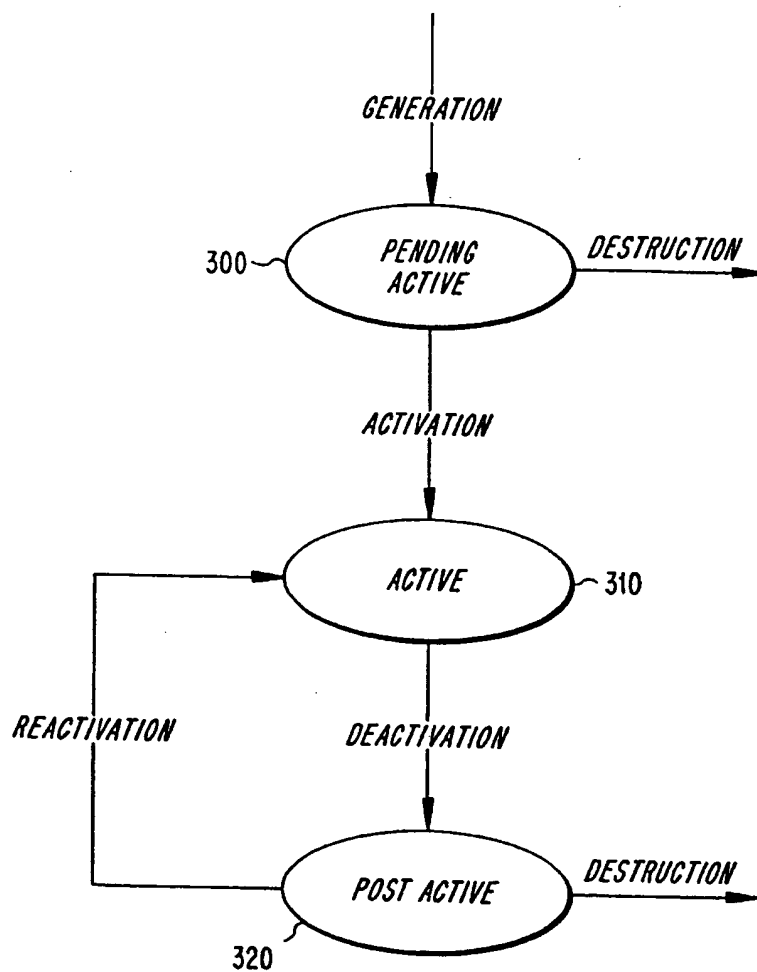 GENERATION
300
PENDING
ACTIVE
DESTRUCTION
ACTIVATION
ACTIVE
310
REACTIVATION
DEACTIVATION
POST ACTIVE
DESTRUCTION
320